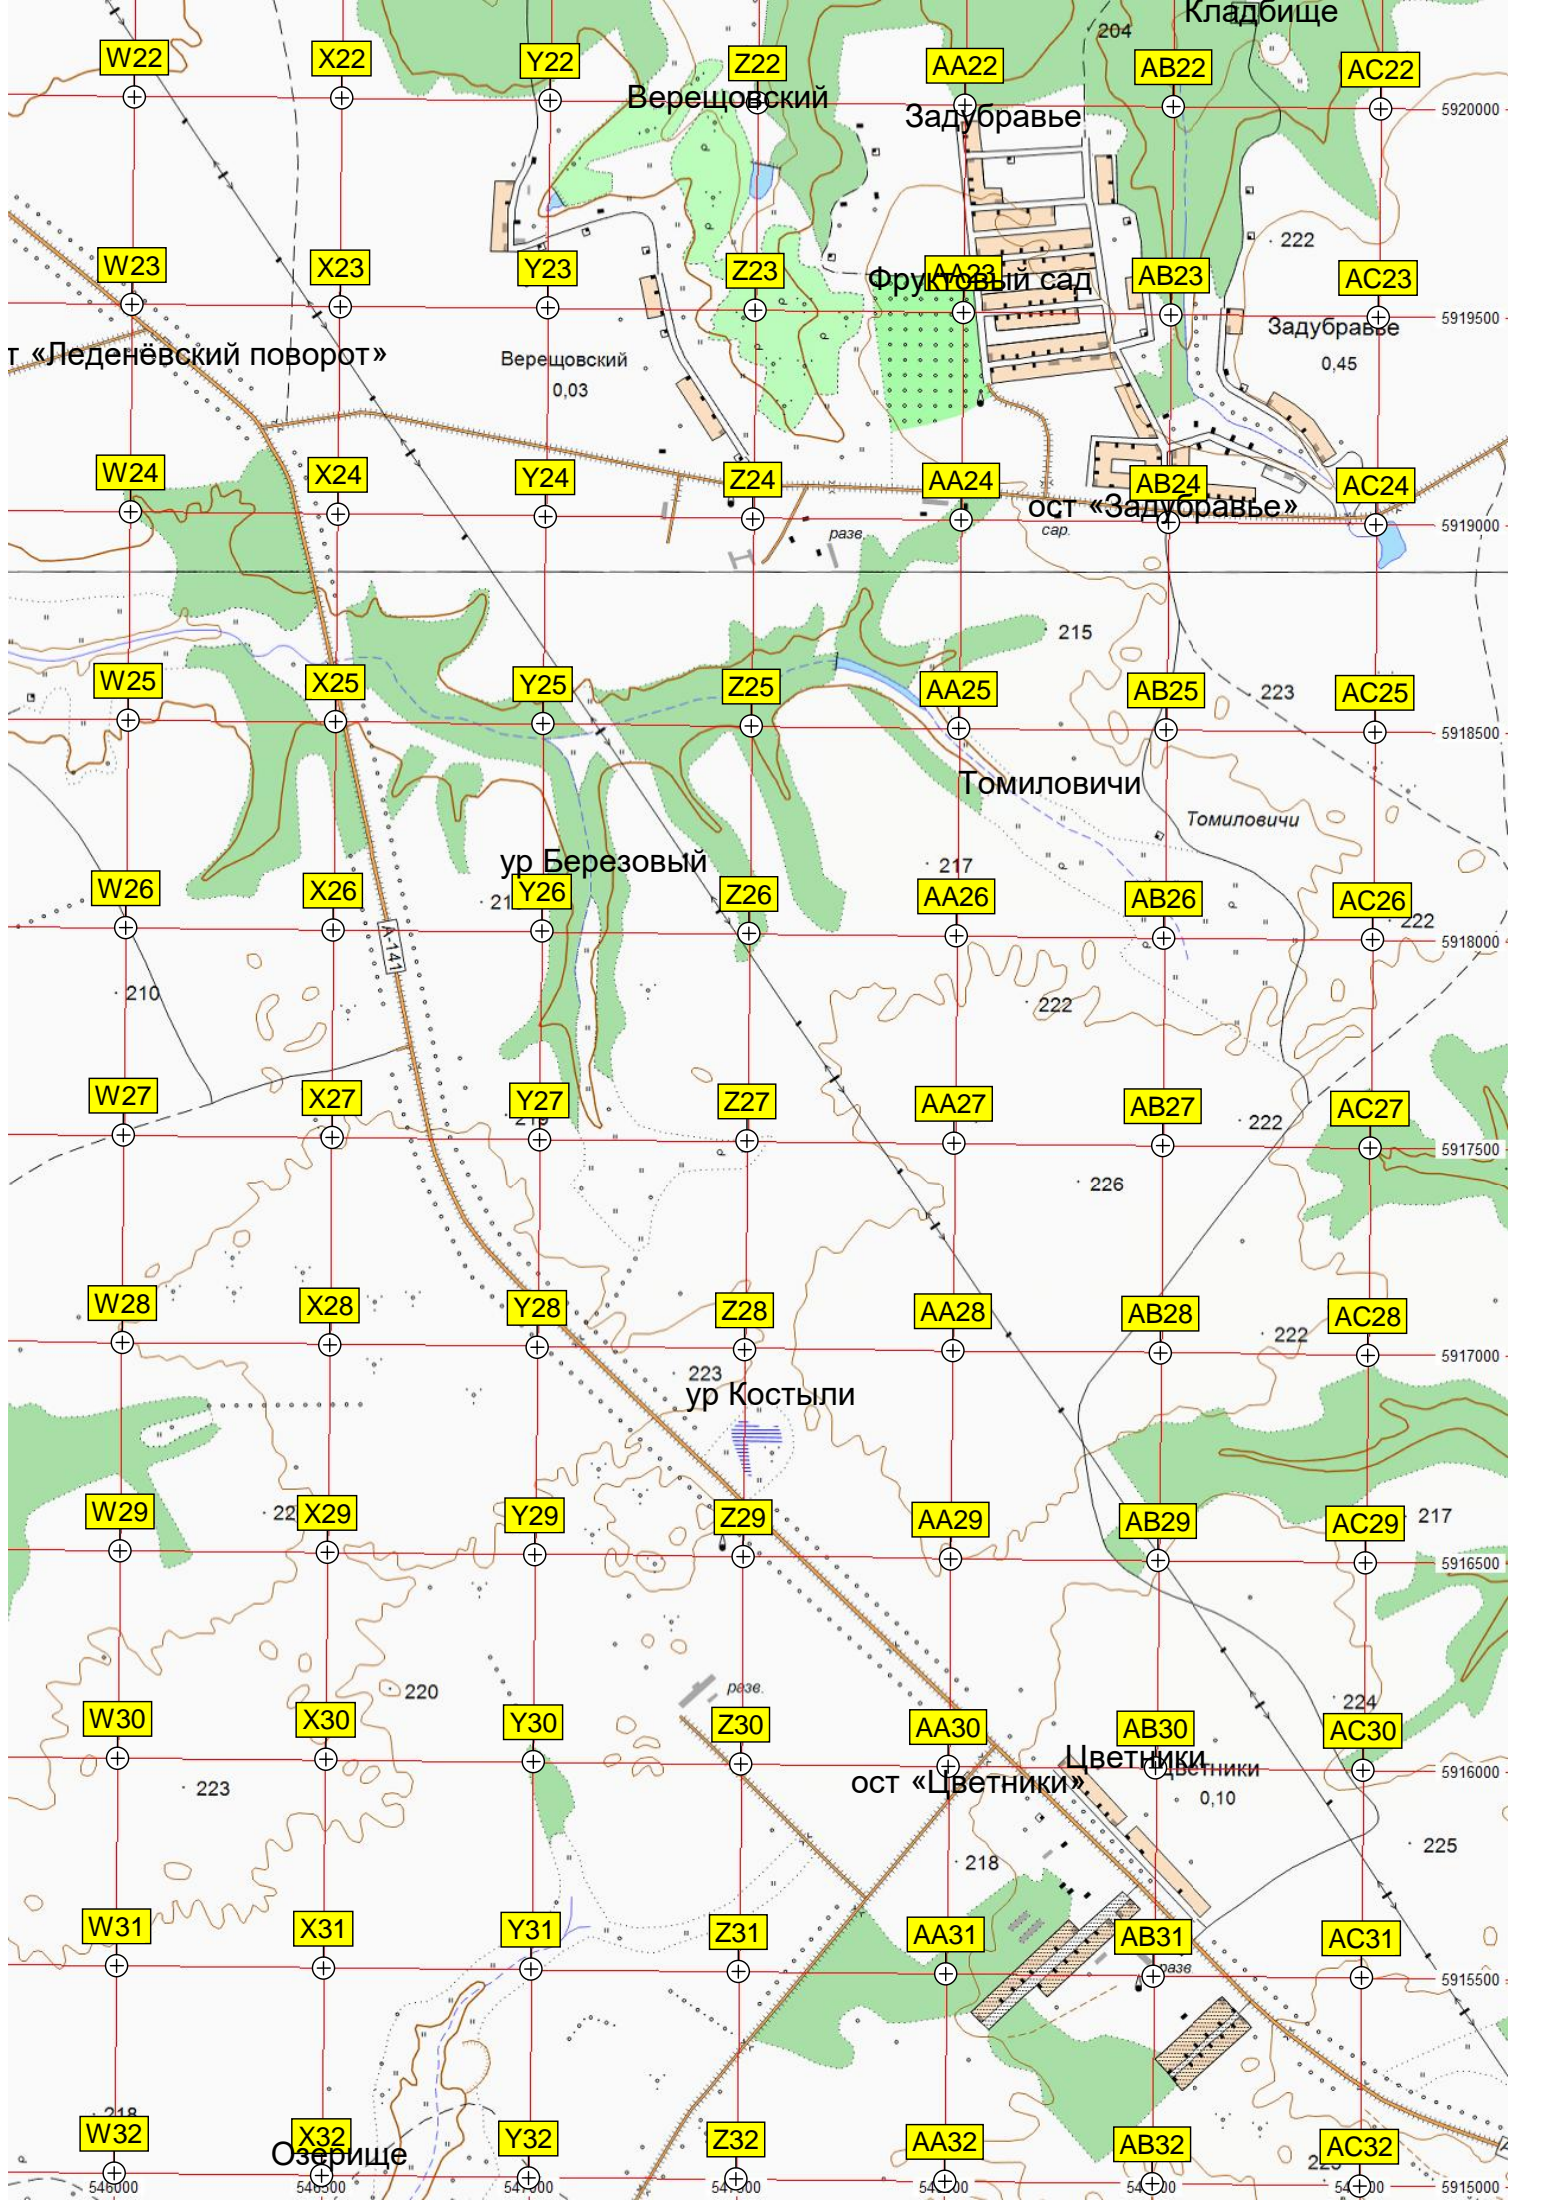 Кладбище
204
W22
X22
Y22
Z22
AA22
AB22
AC22
Верещовский
Задубравье
5920000
222
W23
X23
Y23
Z23
AA23
AB23
AC23
Фруктовый сад
5919500
Задубравье
0,45
т «Леденёвский поворот»
Верещовский
0,03
W24
X24
Y24
Z24
AA24
AB24
AC24
ост «Задубравье»
разв.
сар.
5919000
215
W25
X25
Y25
Z25
AA25
AB25
AC25
223
5918500
Томиловичи
Томиловичи
ур Березовый
217
W26
X26
Y26
Z26
AA26
AB26
AC26
222
А-141
5918000
210
222
W27
X27
Y27
Z27
AA27
AB27
AC27
219
222
5917500
226
W28
X28
Y28
Z28
AA28
AB28
AC28
222
5917000
223
ур Костыли
W29
X29
Y29
Z29
AA29
AB29
AC29
217
5916500
220
разв.
224
W30
X30
Y30
Z30
AA30
AB30
AC30
Цветники
Цветники
5916000
223
ост «Цветники»
0,10
218
225
W31
X31
Y31
Z31
AA31
AB31
AC31
разв
5915500
218
W32
X32
Y32
Z32
AA32
AB32
AC32
Озерище
546000
5915000